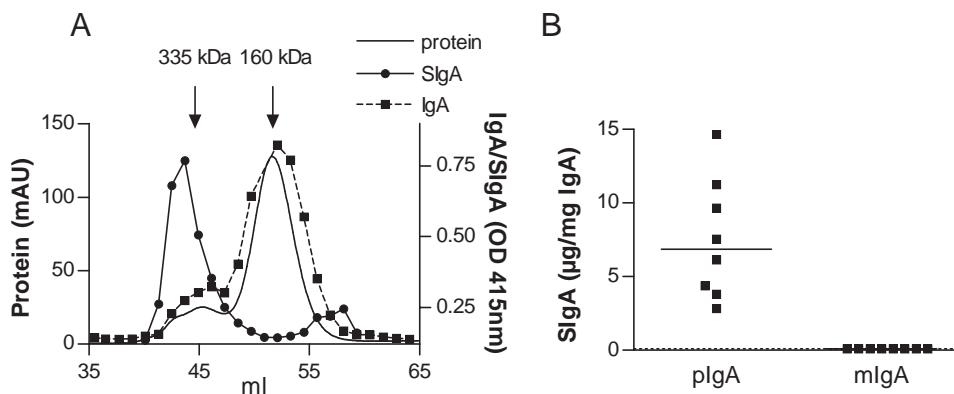 A
335 kDa 160 kDa
protein
SIgA
IgA
150
100
50
0
Protein (mAU)
0.75
0.50
0.25
IgA/SIgA (OD 415nm)
35 45 55 65
ml
B
15
10
5
0
SIgA (µg/mg IgA)
pIgA mIgA